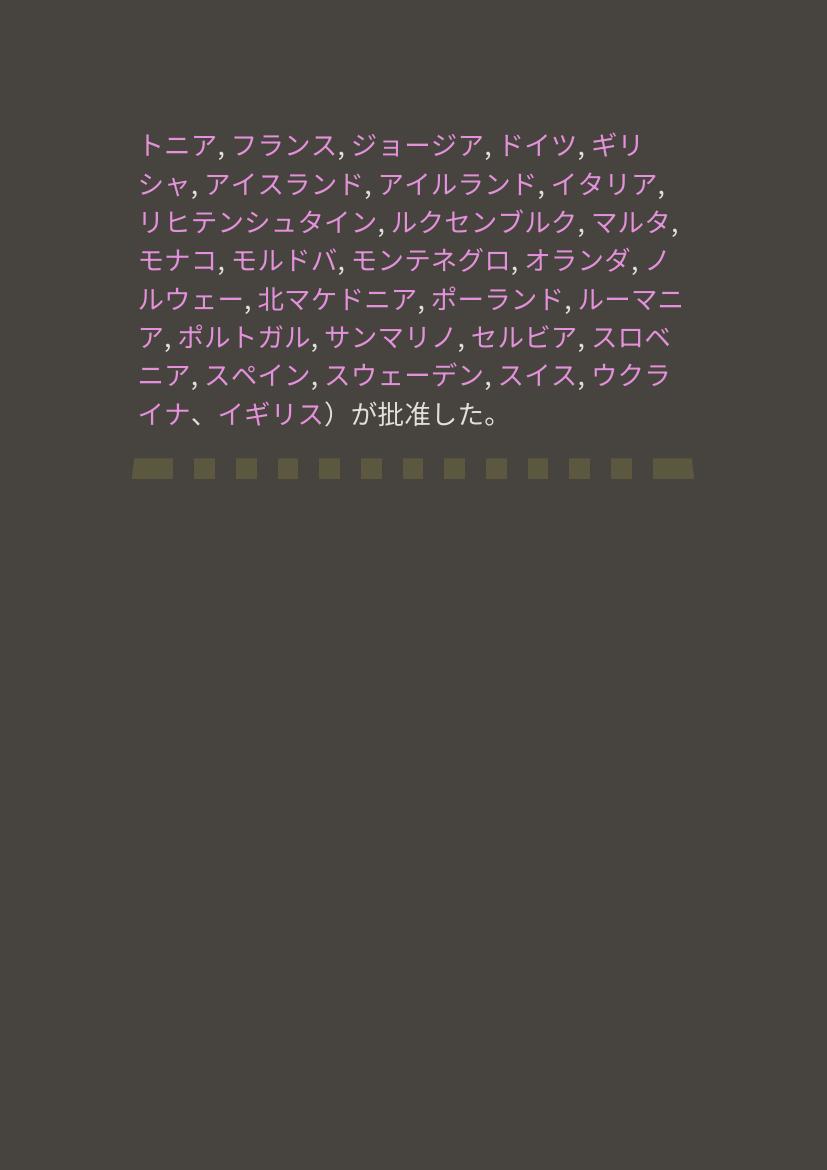 トニア, フランス, ジョージア, ドイツ, ギリ
シャ, アイスランド, アイルランド, イタリア,
リヒテンシュタイン, ルクセンブルク, マルタ,
モナコ, モルドバ, モンテネグロ, オランダ, ノ
ルウェー, 北マケドニア, ポーランド, ルーマニ
ア, ポルトガル, サンマリノ, セルビア, スロベ
ニア, スペイン, スウェーデン, スイス, ウクラ
イナ、イギリス）が批准した。